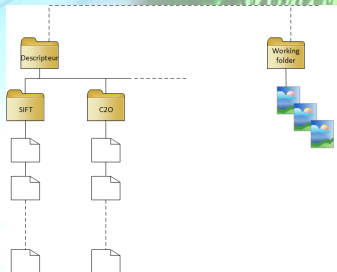 Descripteur
Working
folder
SIFT
C2O